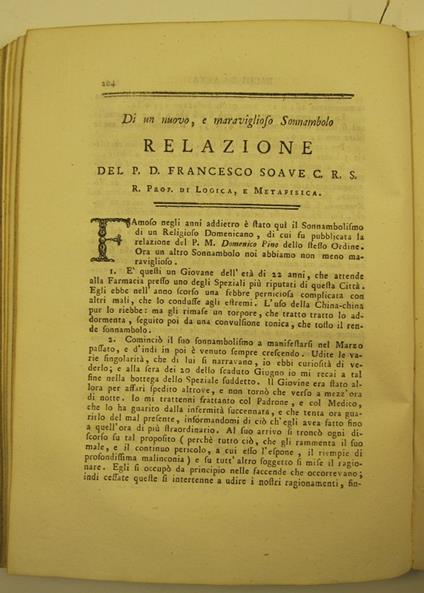 204
Di un nuovo, e maraviglioso Sonnambolo
RELAZIONE
DEL P. D. FRANCESCO SOAVE C. R. S.
R. PROF. DI LOGICA, E METAFISICA.
FAmoso negli anni addietro è stato quì il Sonnambolismo
di un Religioso Domenicano, di cui fu pubblicata la
relazione del P. M. Domenico Pino dello stesso Ordine.
Ora un altro Sonnambolo noi abbiamo non meno ma-
raviglioso.
1. E' questi un Giovane dell'età di 22 anni, che attende
alla Farmacia presso uno degli Speziali più riputati di questa Città.
Egli ebbe nell'anno scorso una febbre perniciosa complicata con
altri mali, che lo condusse agli estremi. L'uso della China-china
pur lo riebbe: ma gli rimase un torpore, che tratto tratto lo ad-
dormenta, seguito poi da una convulsione tonica, che tosto il ren-
de sonnambolo.
2. Cominciò il suo sonnambolismo a manifestarsi nel Marzo
passato, e d'indi in poi è venuto sempre crescendo. Udite le va-
rie singolarità, che di lui si narravano, io ebbi curiosità di ve-
derlo; e alla sera dei 20 dello scaduto Giugno io mi recai a tal
fine nella bottega dello Speziale suddetto. Il Giovine era stato al-
lora per affari spedito altrove, e non tornò che verso a mezz'ora
di notte. Io mi trattenni frattanto col Padrone, e col Medico,
che lo ha guarito dalla infermità succennata, e che tenta ora gua-
rirlo del mal presente, informandomi di ciò ch'egli avea fatto fino
a quell'ora di più straordinario. Al suo arrivo si troncò ogni di-
scorso su tal proposito (perchè tutto ciò, che gli rammenta il suo
male, e il continuo pericolo, a cui esso l'espone, il riempie di
profondissima malinconia) e su tutt'altro soggetto si mise il ragio-
nare. Egli si occupò da principio nelle faccende che occorrevano;
indi cessate queste si intertenne a udire i nostri ragionamenti, fin-